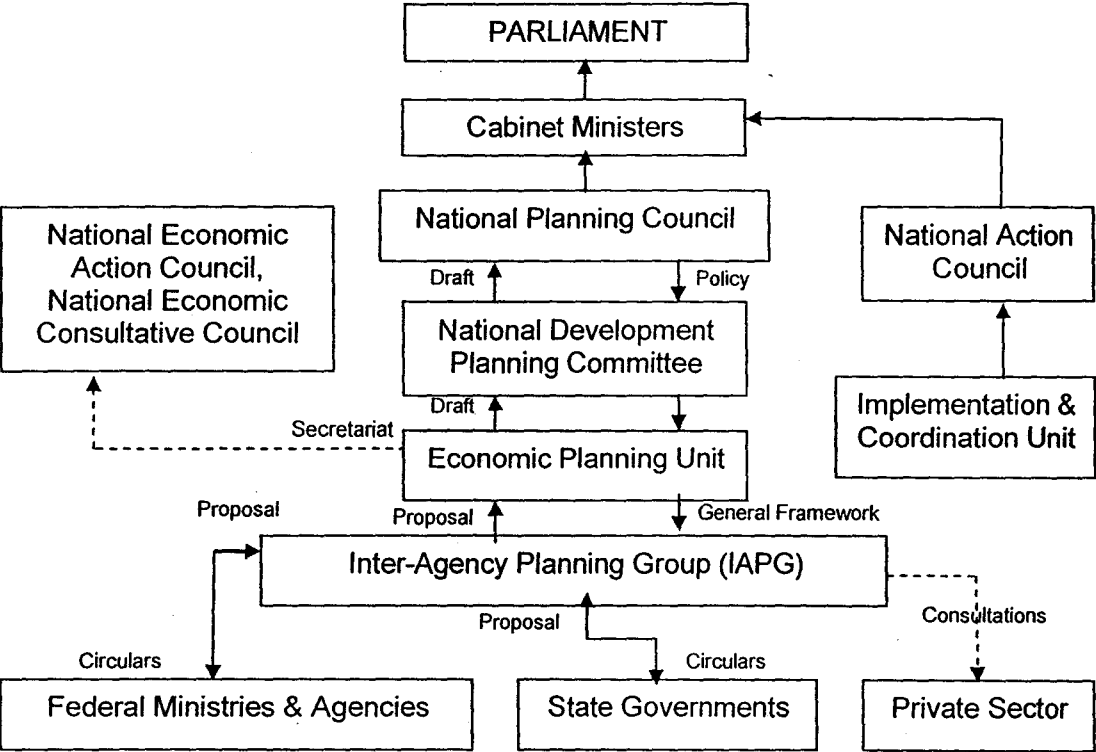 PARLIAMENT
Cabinet Ministers
National Planning Council
National Economic
Action Council,
National Economic
Consultative Council
National Action
Council
Draft
Policy
National Development
Planning Committee
Implementation &
Coordination Unit
Draft
Secretariat
Economic Planning Unit
Proposal
Proposal
General Framework
Inter-Agency Planning Group (IAPG)
Proposal
Consultations
Circulars
Circulars
Federal Ministries & Agencies
State Governments
Private Sector